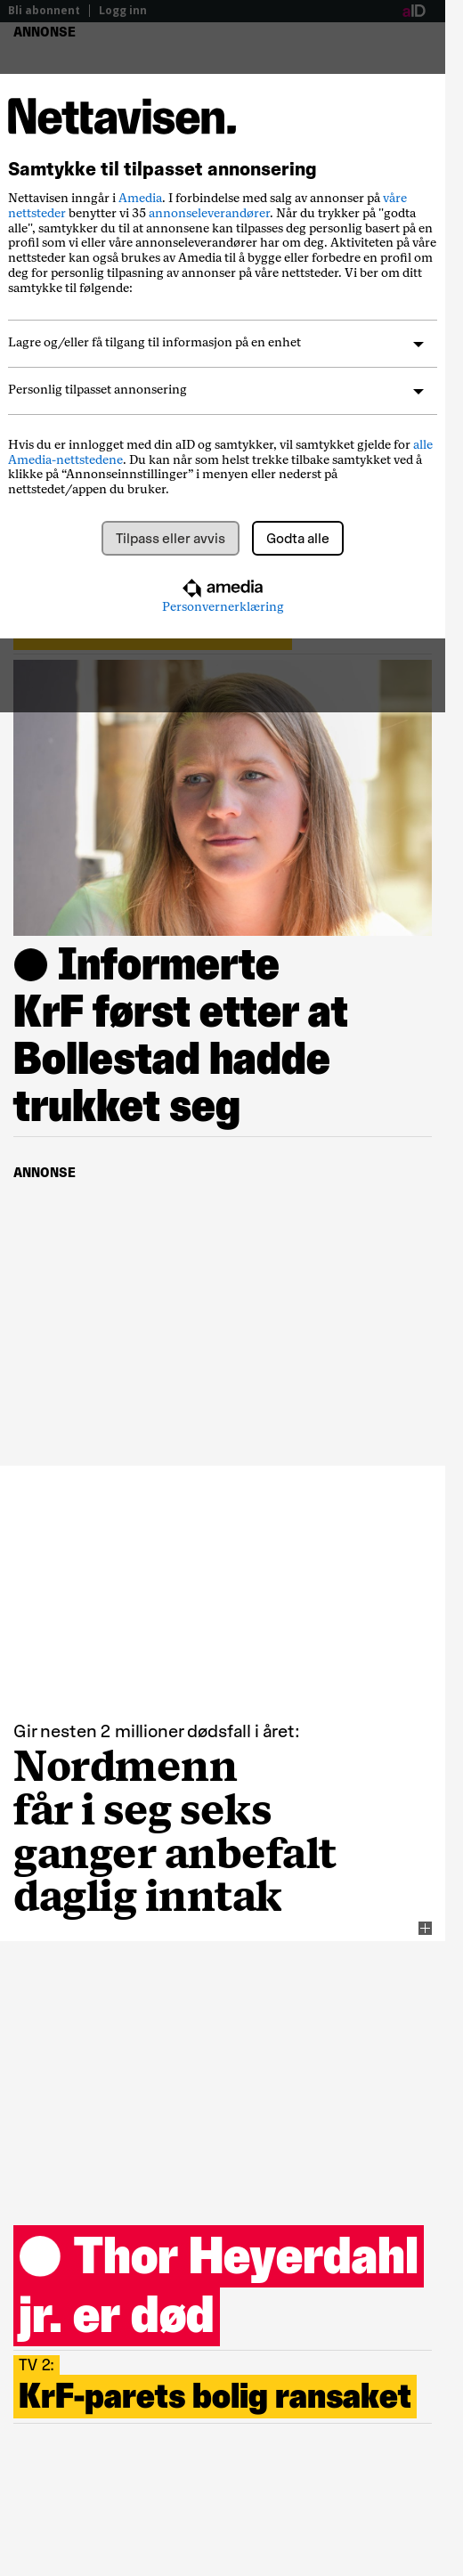 Bli abonnent | Logg inn
aID
ANNONSE
Nettavisen.
Samtykke til tilpasset annonsering
Nettavisen inngår i Amedia. I forbindelse med salg av annonser på våre
nettsteder benytter vi 35 annonseleverandører. Når du trykker på "godta
alle", samtykker du til at annonsene kan tilpasses deg personlig basert på en
profil som vi eller våre annonseleverandører har om deg. Aktiviteten på våre
nettsteder kan også brukes av Amedia til å bygge eller forbedre en profil om
deg for personlig tilpasning av annonser på våre nettsteder. Vi ber om ditt
samtykke til følgende:
Lagre og/eller få tilgang til informasjon på en enhet
Personlig tilpasset annonsering
Hvis du er innlogget med din aID og samtykker, vil samtykket gjelde for alle
Amedia-nettstedene. Du kan når som helst trekke tilbake samtykket ved å
klikke på “Annonseinnstillinger” i menyen eller nederst på
nettstedet/appen du bruker.
Tilpass eller avvis
Godta alle
amedia
Personvernerklæring
Informerte
KrF først etter at
Bollestad hadde
trukket seg
ANNONSE
Gir nesten 2 millioner dødsfall i året:
Nordmenn
får i seg seks
ganger anbefalt
daglig inntak
Thor Heyerdahl
jr. er død
TV 2:
KrF-parets bolig ransaket